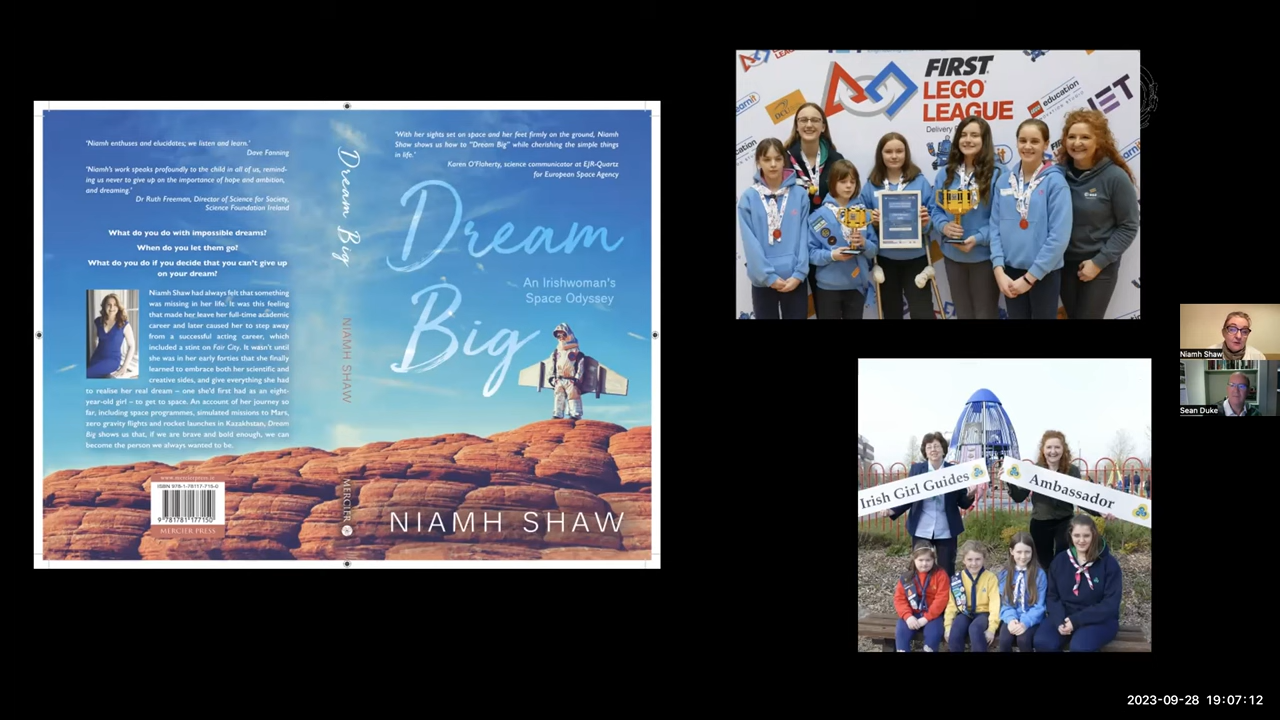 'Niamh enthuses and elucidates; we listen and learn.'
Dave Fanning
'Niamh's work speaks profoundly to the child in all of us, remind-
ing us never to give up on the importance of hope and ambition,
and dreaming.'
Dr Ruth Freeman, Director of Science for Society,
Science Foundation Ireland
What do you do with impossible dreams?
When do you let them go?
What do you do if you decide that you can't give up
on your dream?
Niamh Shaw had always felt that something
was missing in her life. It was this feeling
that made her leave her full-time academic
career and later caused her to step away
from a successful acting career, which
included a stint on Fair City. It wasn't until
she was in her early forties that she finally
learned to embrace both her scientific and
creative sides, and give everything she had
to realise her real dream – one she'd first had as an eight-
year-old girl – to get to space. An account of her journey so
far, including space programmes, simulated missions to Mars,
zero gravity flights and rocket launches in Kazakhstan, Dream
Big shows us that, if we are brave and bold enough, we can
become the person we always wanted to be.
www.mercierpress.ie
ISBN 978-1-78117-715-0
9 781781 177150
MERCIER PRESS
Dream Big
NIAMH SHAW
MERCIER
'With her sights set on space and her feet firmly on the ground, Niamh
Shaw shows us how to "Dream Big" while cherishing the simple things
in life.'
Karen O'Flaherty, science communicator at EJR-Quartz
for European Space Agency
Dream
An Irishwoman's
Space Odyssey
Big
NIAMH SHAW
FIRST
LEGO
LEAGUE
education
IET
Irish Girl Guides
Ambassador
Niamh Shaw
Sean Duke
2023-09-28 19:07:12